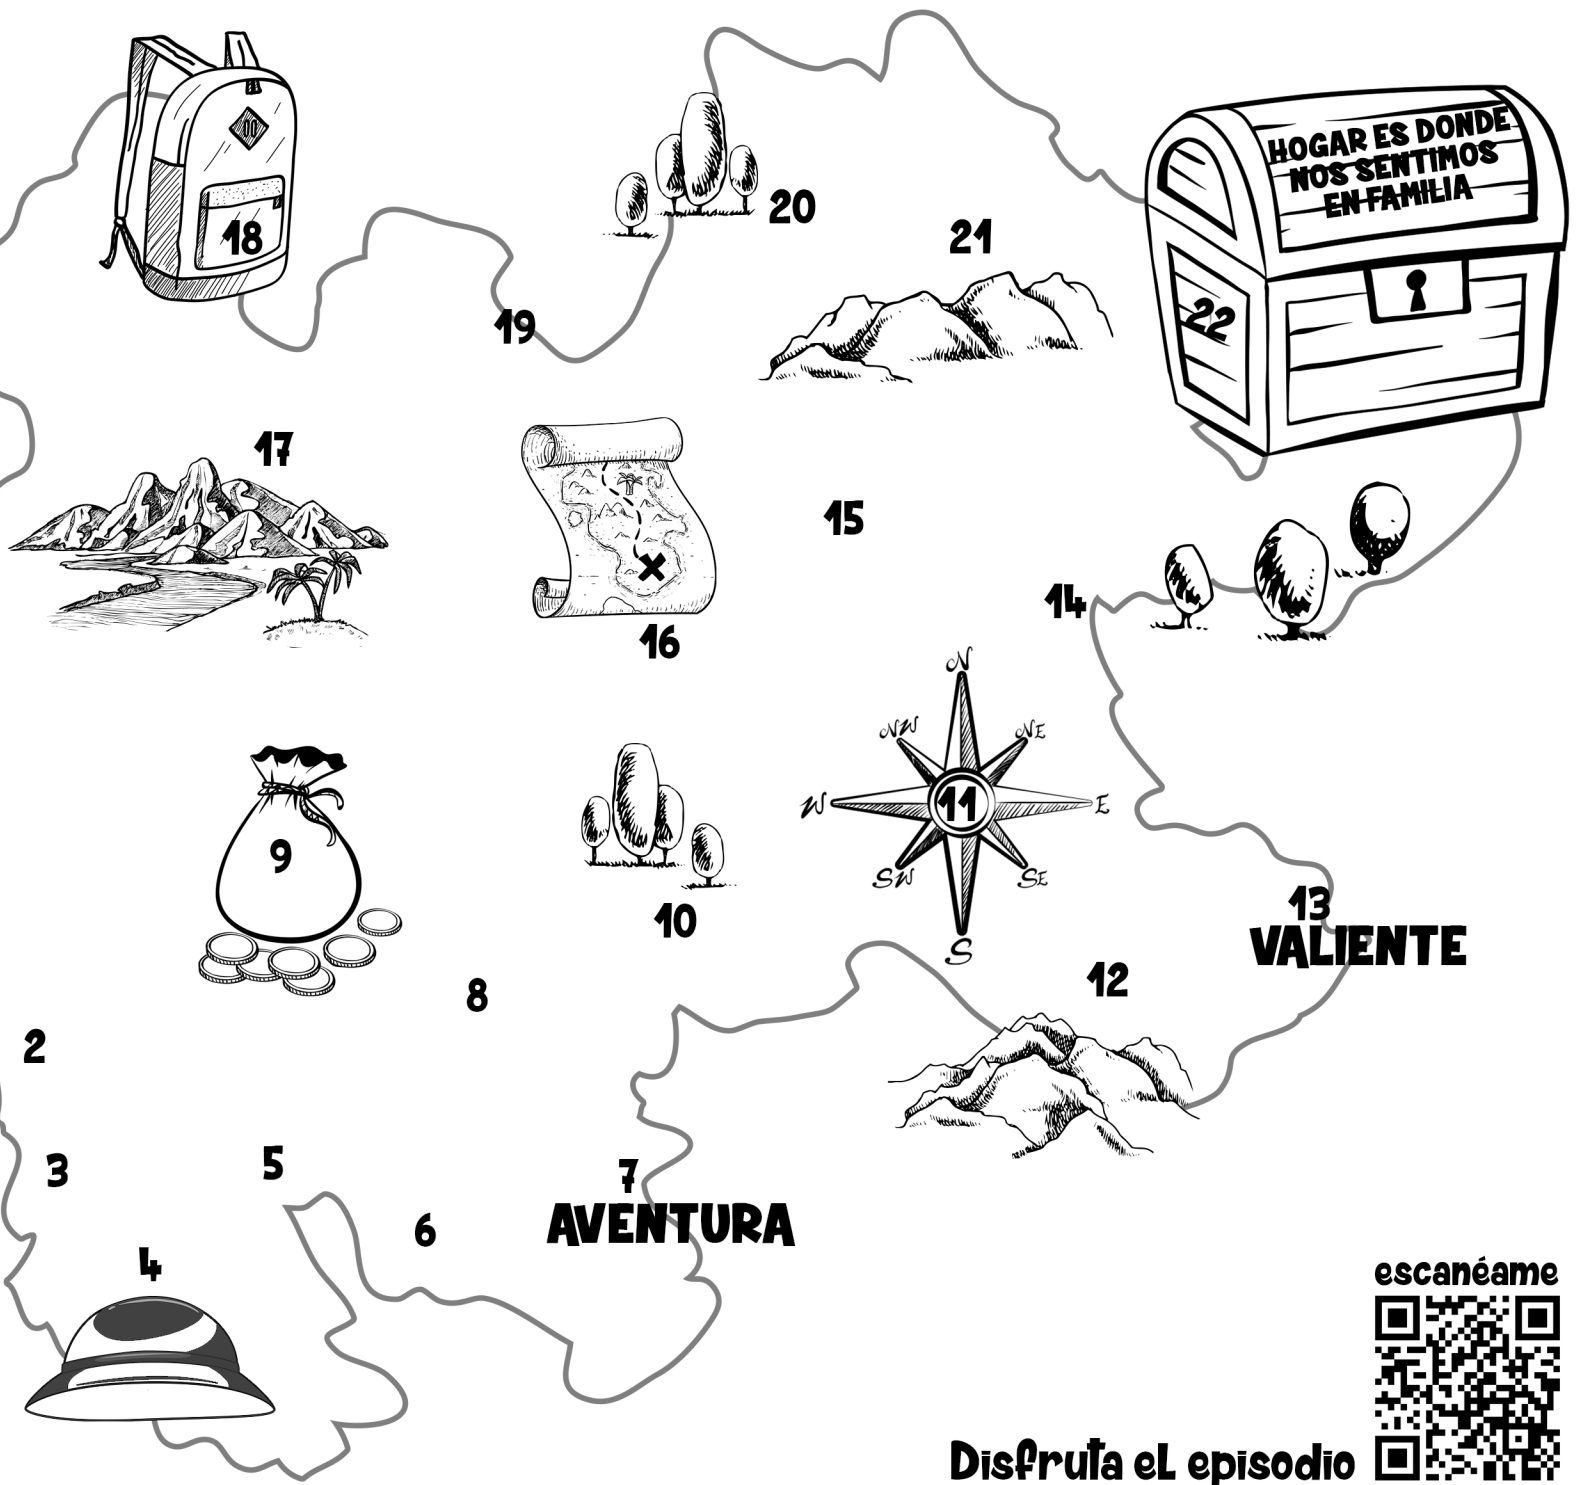 HOGAR ES DONDE
NOS SENTIMOS
EN FAMILIA
18
20
21
19
22
17
15
14
16
N
NW
NE
W
11
E
SW
SE
S
9
13
VALIENTE
10
12
8
2
3
5
7
AVENTURA
6
4
escanéame
Disfruta el episodio